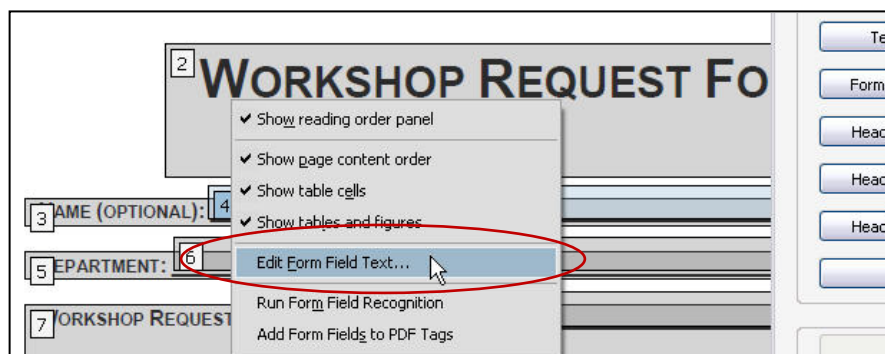 2
WORKSHOP REQUEST FO
✔ Show reading order panel
✔ Show page content order
✔ Show table cells
✔ Show tables and figures
Edit Form Field Text...
Run Form Field Recognition
Add Form Fields to PDF Tags
3 AME (OPTIONAL): 4
5 EPARTMENT: 6
7 ORKSHOP REQUEST
Te
Form
Head
Head
Head